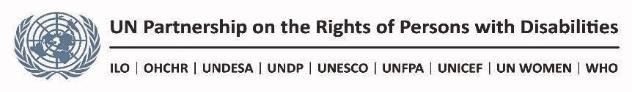 UN Partnership on the Rights of Persons with Disabilities
ILO | OHCHR | UNDESA | UNDP | UNESCO | UNFPA | UNICEF | UN WOMEN | WHO